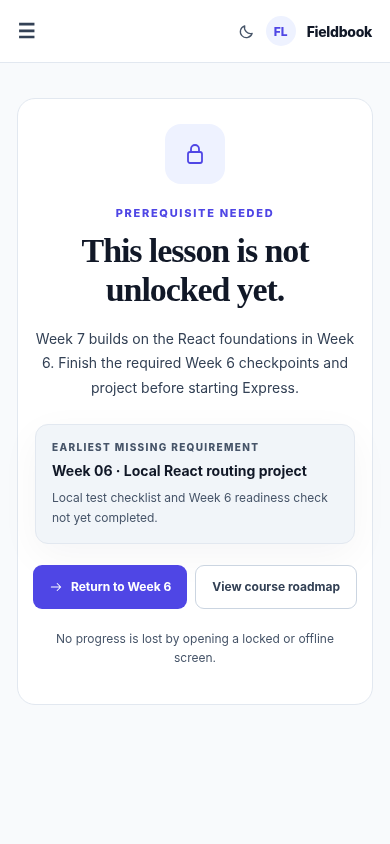 FL
Fieldbook
PREREQUISITE NEEDED
This lesson is not
unlocked yet.
Week 7 builds on the React foundations in Week
6. Finish the required Week 6 checkpoints and
project before starting Express.
EARLIEST MISSING REQUIREMENT
Week 06 · Local React routing project
Local test checklist and Week 6 readiness check
not yet completed.
Return to Week 6
View course roadmap
No progress is lost by opening a locked or offline
screen.